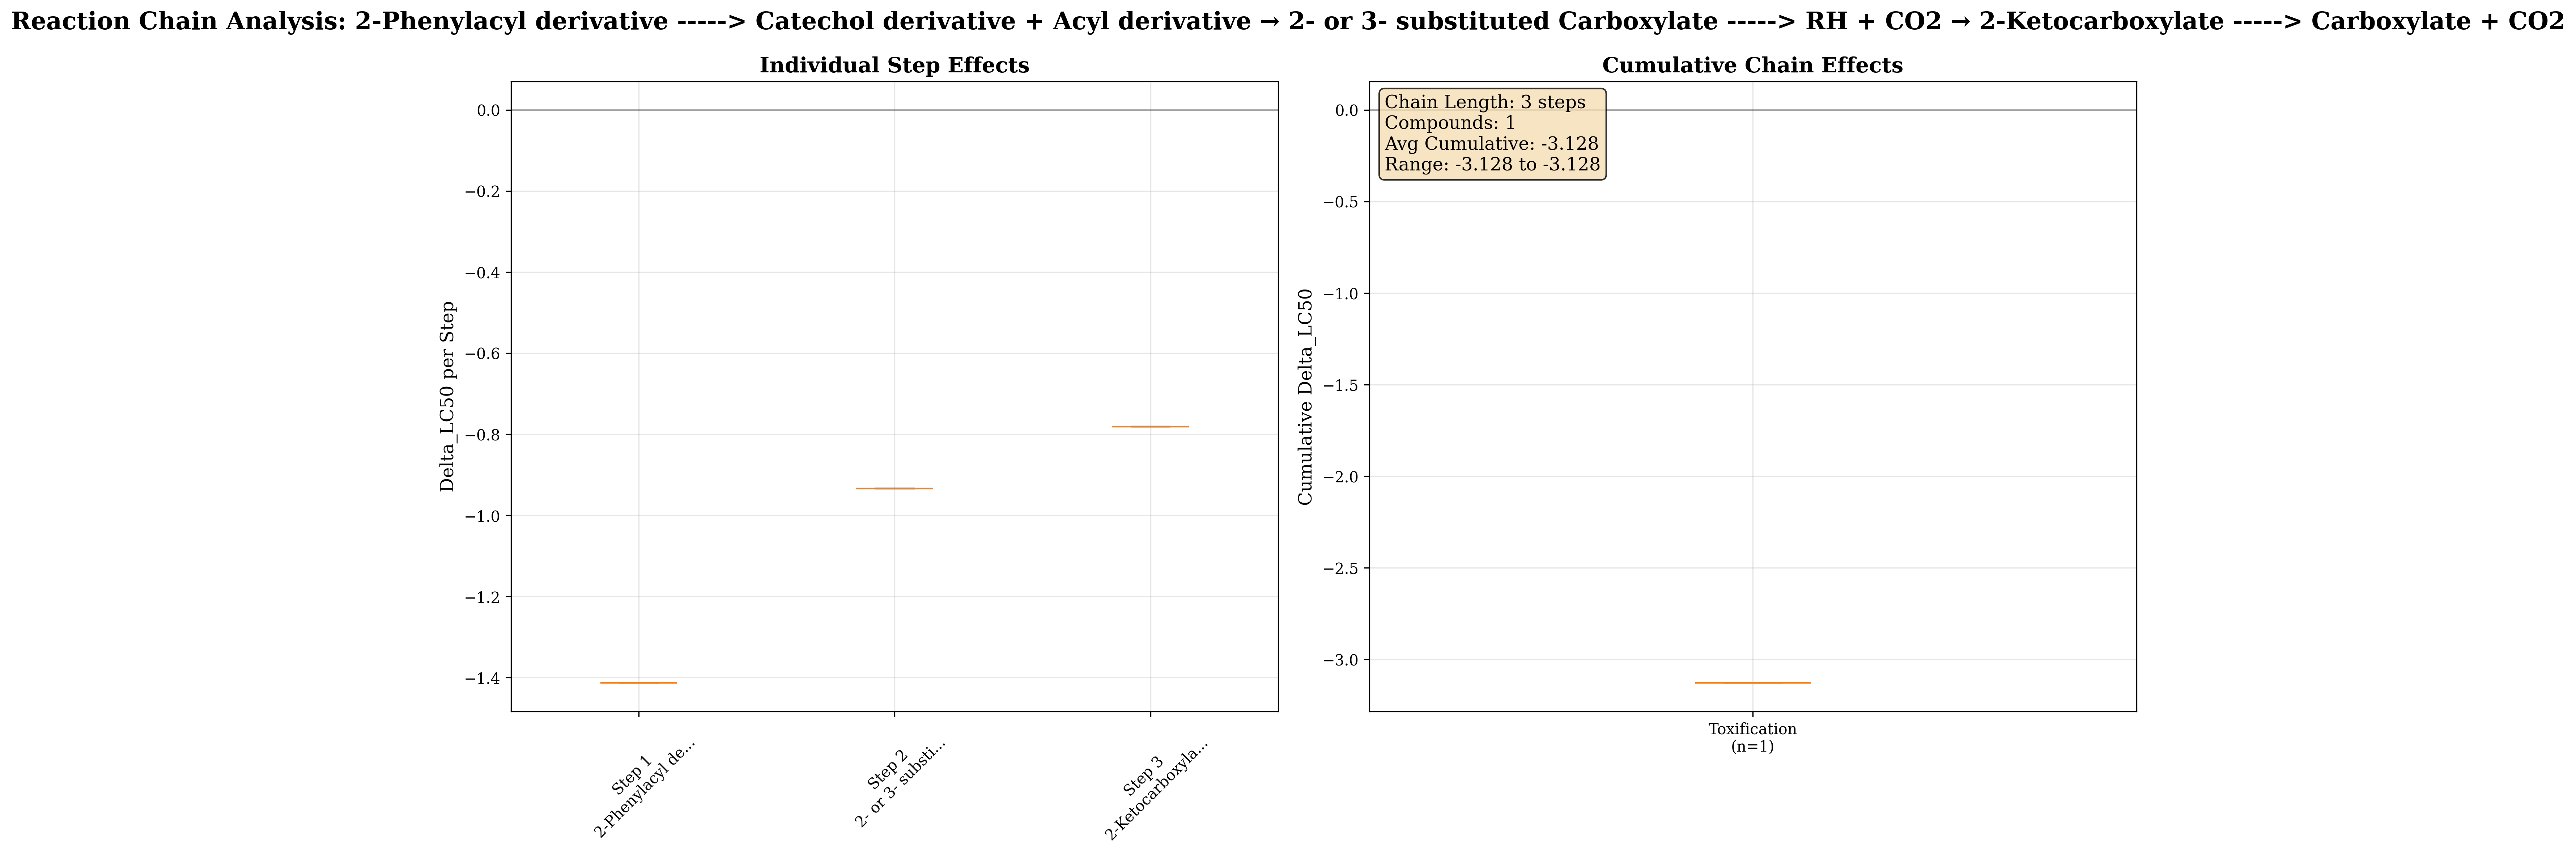 Reaction Chain Analysis: 2-Phenylacyl derivative -----> Catechol derivative + Acyl derivative → 2- or 3- substituted Carboxylate -----> RH + CO2 → 2-Ketocarboxylate -----> Carboxylate + CO2
Individual Step Effects
Delta_LC50 per Step
0.0
−0.2
−0.4
−0.6
−0.8
−1.0
−1.2
−1.4
Step 1
2-Phenylacyl de...
Step 2
2- or 3- substi...
Step 3
2-Ketocarboxyla...
Cumulative Chain Effects
Chain Length: 3 steps
Compounds: 1
Avg Cumulative: -3.128
Range: -3.128 to -3.128
Cumulative Delta_LC50
0.0
−0.5
−1.0
−1.5
−2.0
−2.5
−3.0
Toxification
(n=1)